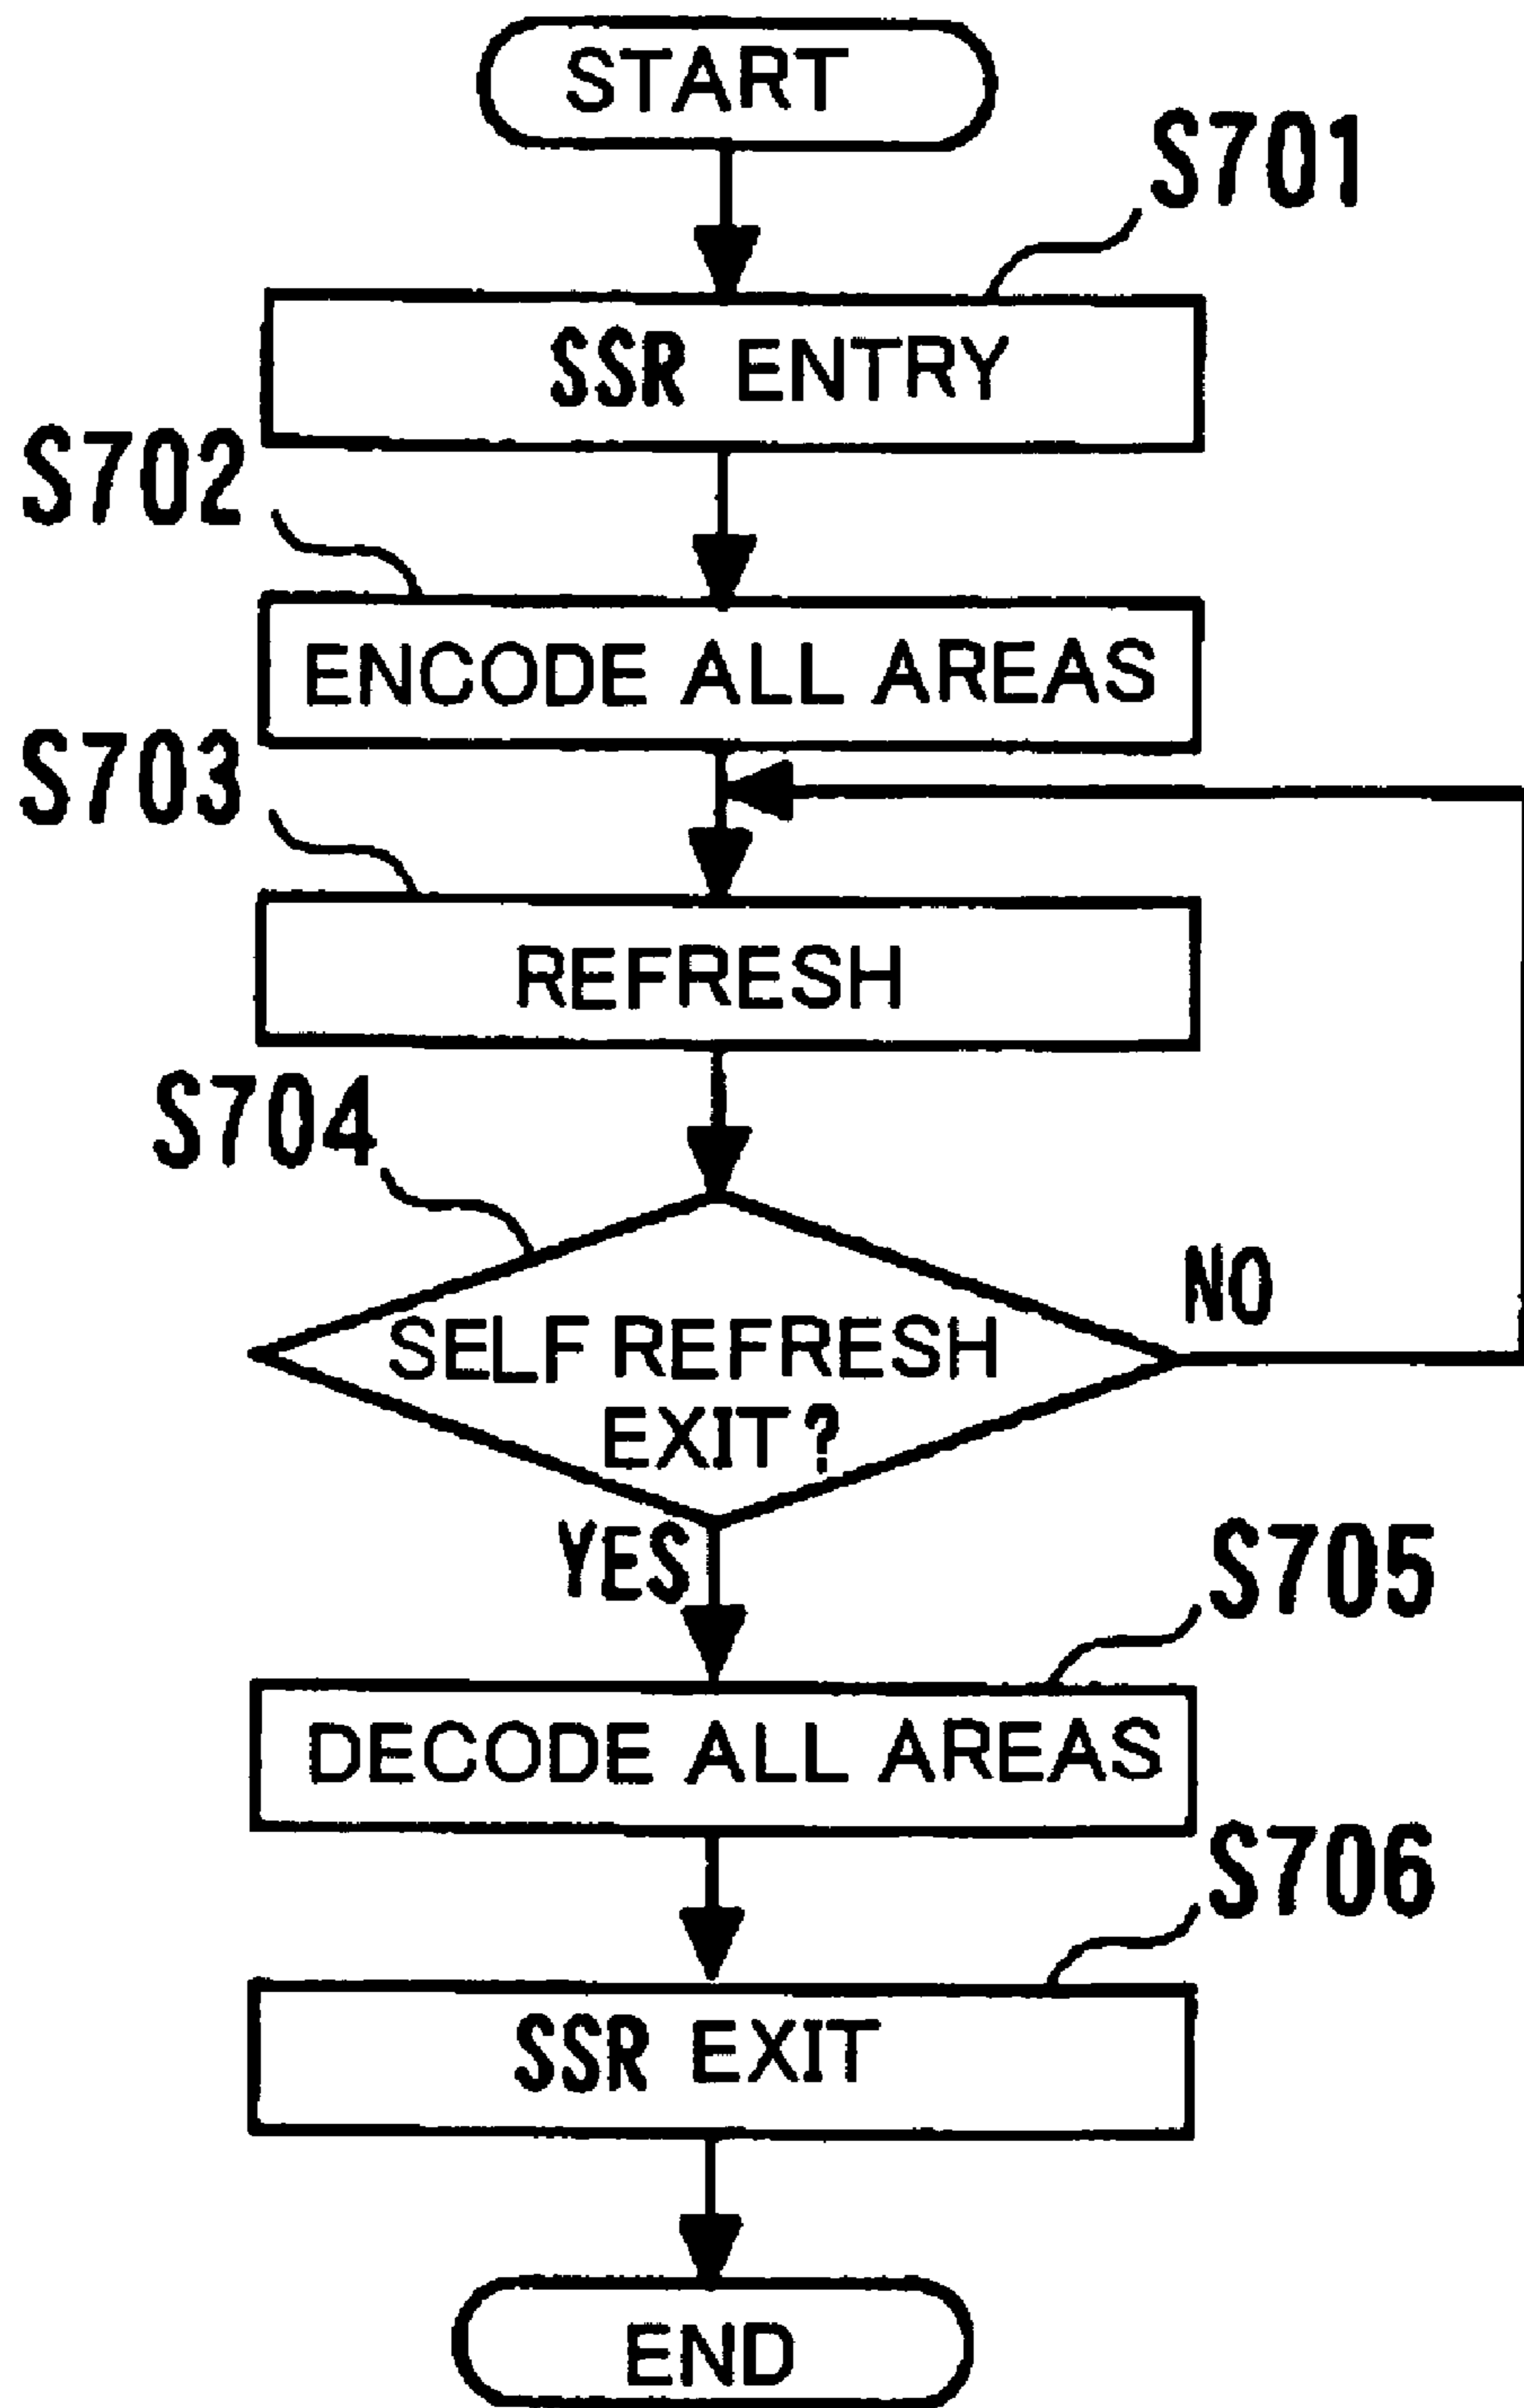 START
S701
SSR ENTRY
S702
ENCODE ALL AREAS
S703
REFRESH
S704
SELF REFRESH
EXIT?
NO
YES
S705
DECODE ALL AREAS
S706
SSR EXIT
END